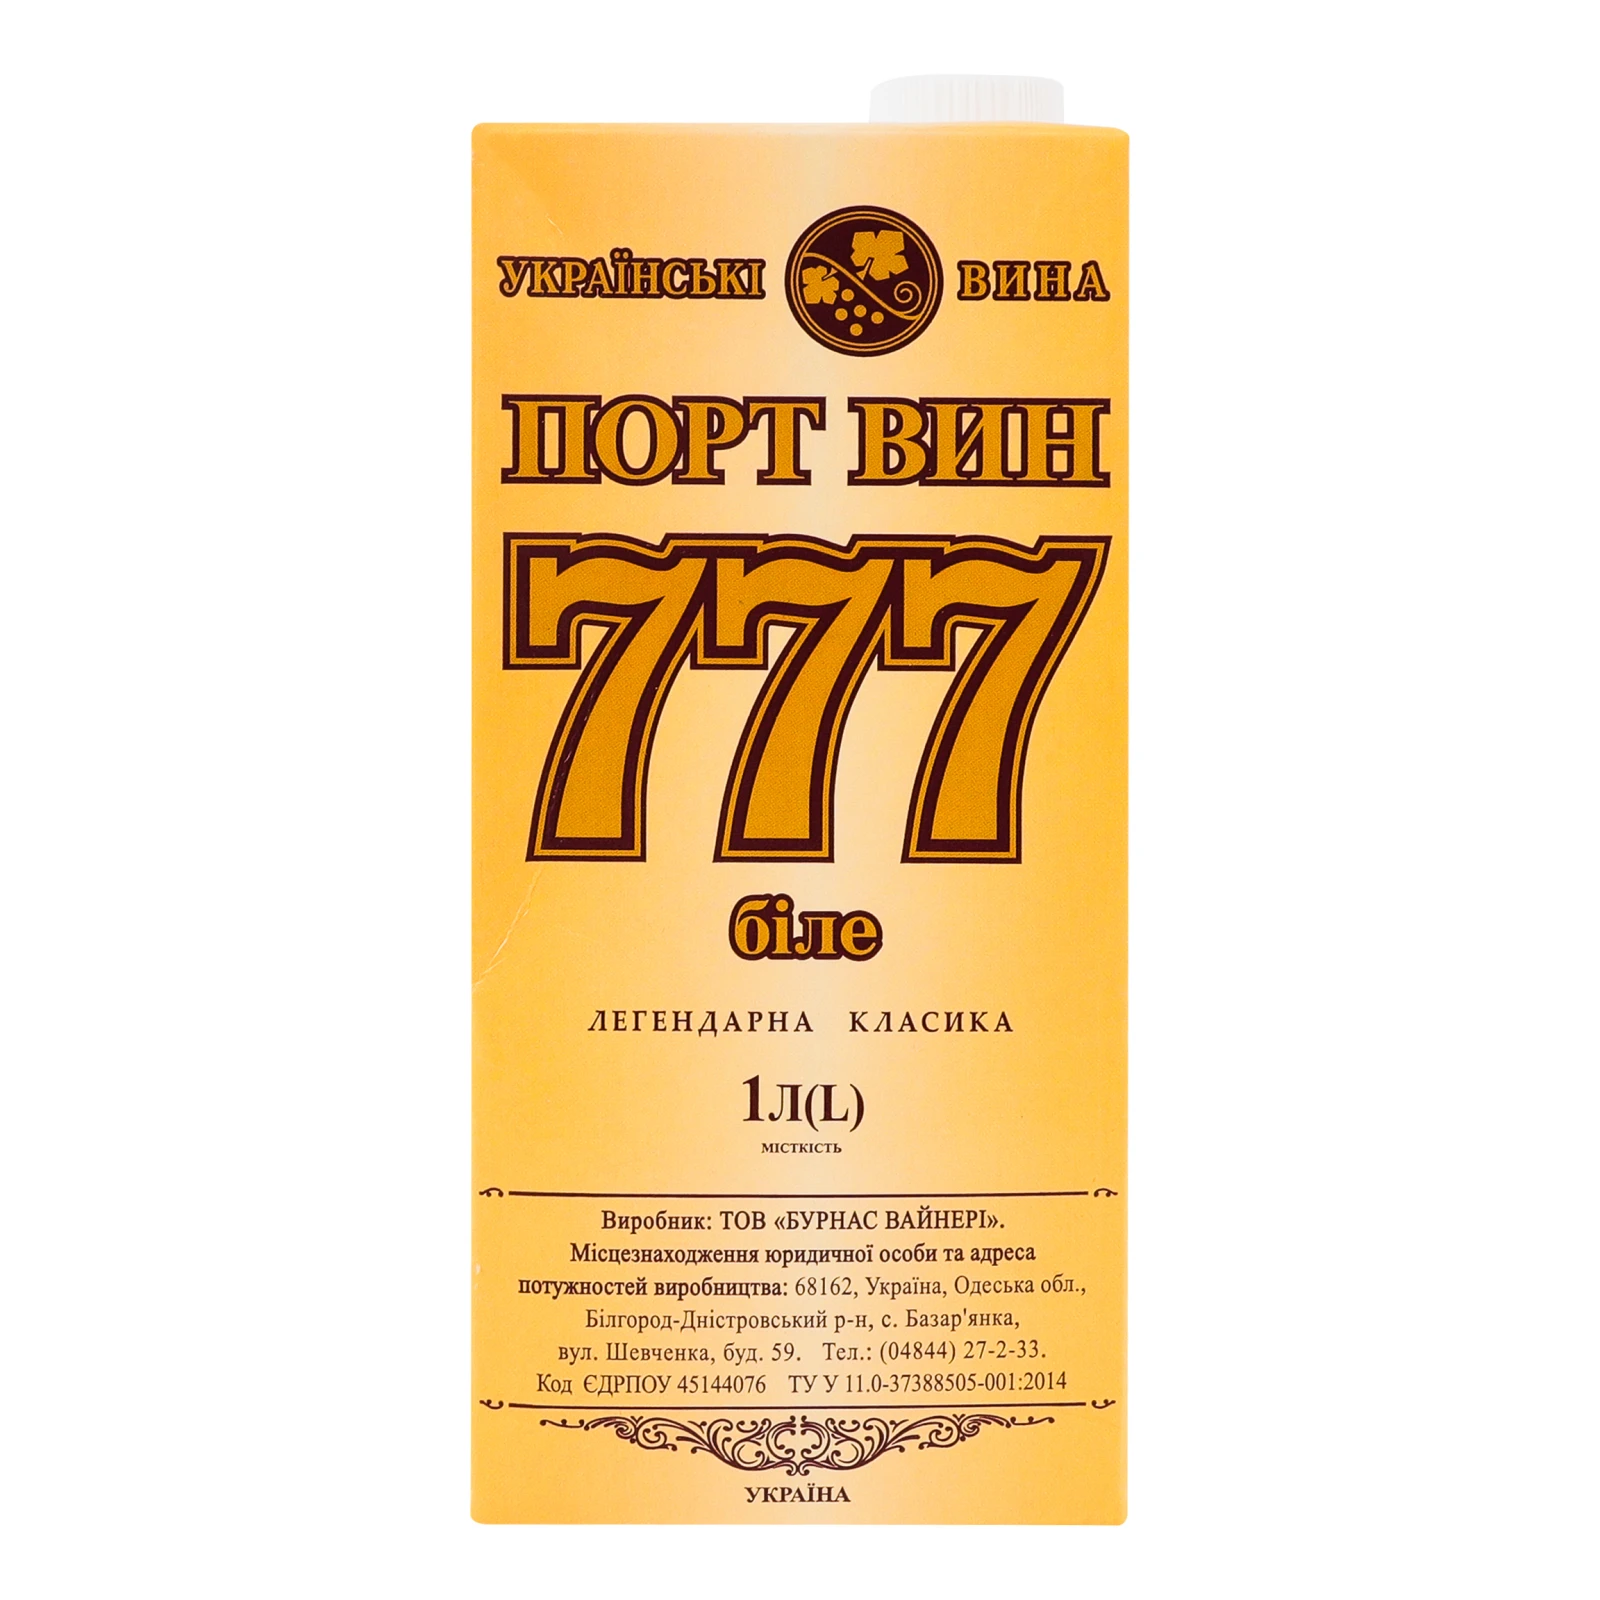 УКРАЇНСЬКІ ВИНА
ПОРТ ВИН
777
біле
ЛЕГЕНДАРНА КЛАСИКА
1Л(L)
МІСТКІСТЬ
Виробник: ТОВ «БУРНАС ВАЙНЕРІ».
Місцезнаходження юридичної особи та адреса
потужностей виробництва: 68162, Україна, Одеська обл.,
Білгород-Дністровський р-н, с. Базар'янка,
вул. Шевченка, буд. 59. Тел.: (04844) 27-2-33.
Код ЄДРПОУ 45144076 ТУ У 11.0-37388505-001:2014
УКРАЇНА